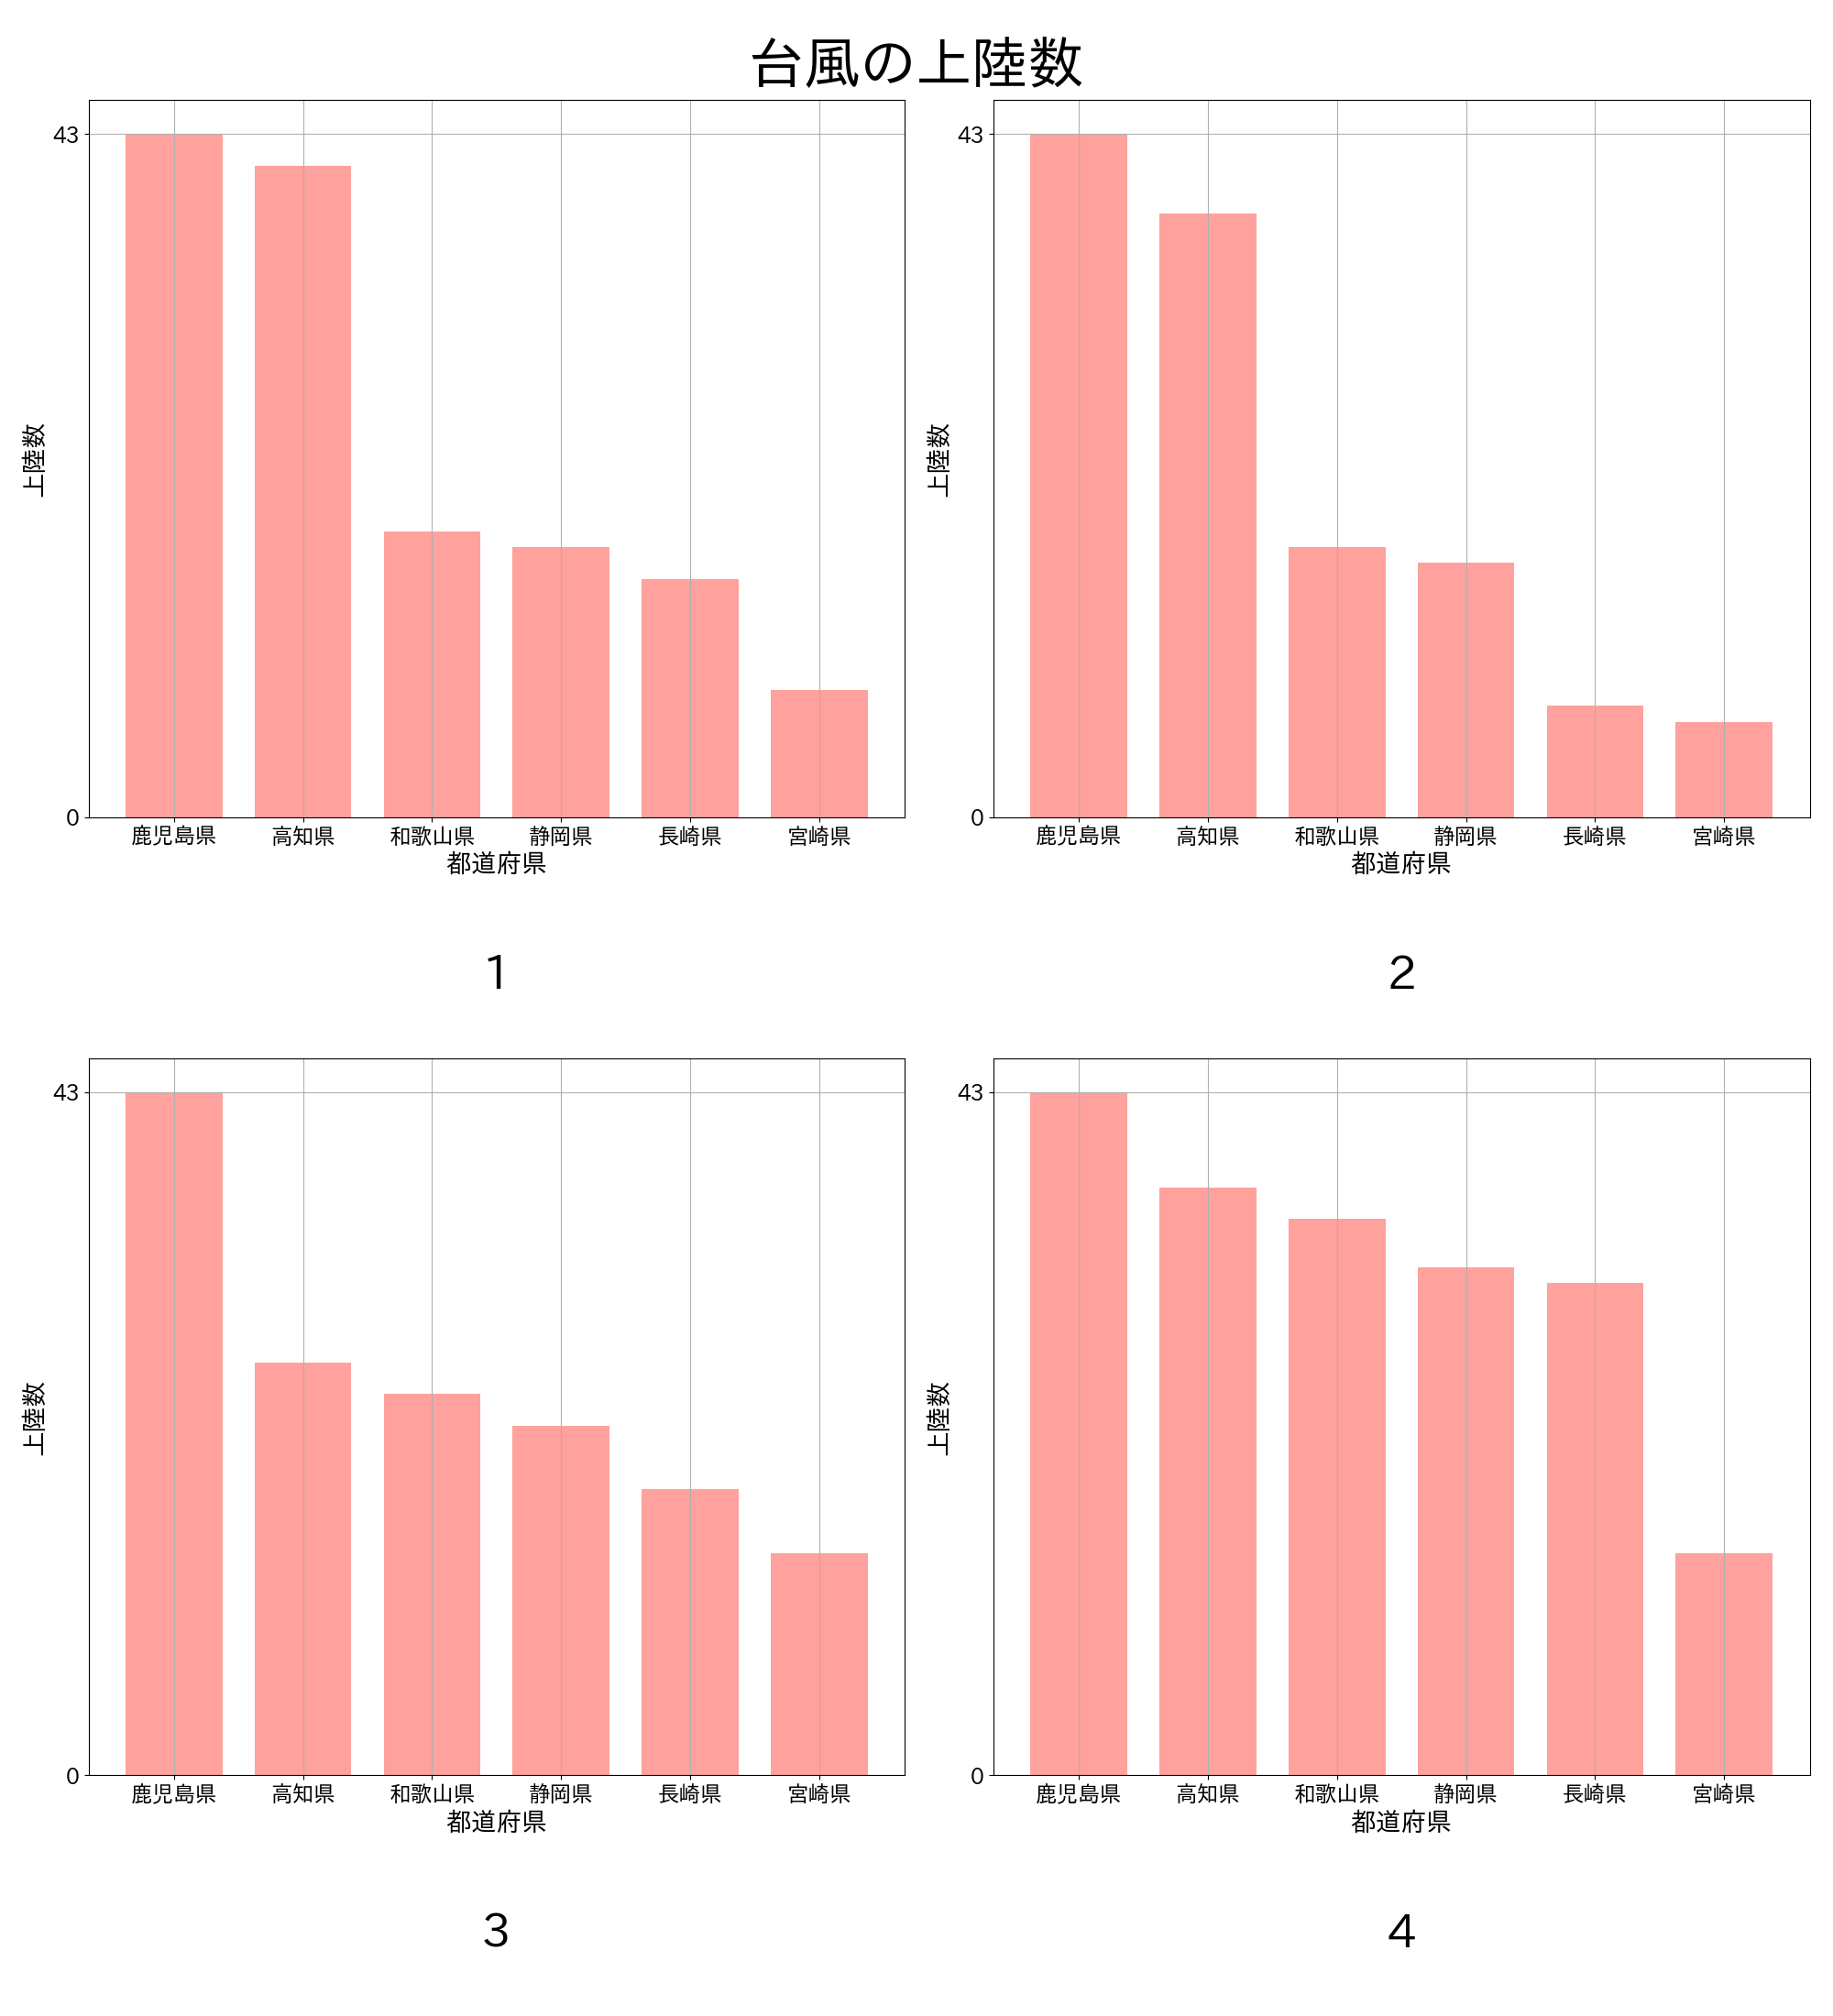 台風の上陸数
上陸数
43
0
鹿児島県 高知県 和歌山県 静岡県 長崎県 宮崎県
都道府県
1
上陸数
43
0
鹿児島県 高知県 和歌山県 静岡県 長崎県 宮崎県
都道府県
2
上陸数
43
0
鹿児島県 高知県 和歌山県 静岡県 長崎県 宮崎県
都道府県
3
上陸数
43
0
鹿児島県 高知県 和歌山県 静岡県 長崎県 宮崎県
都道府県
4